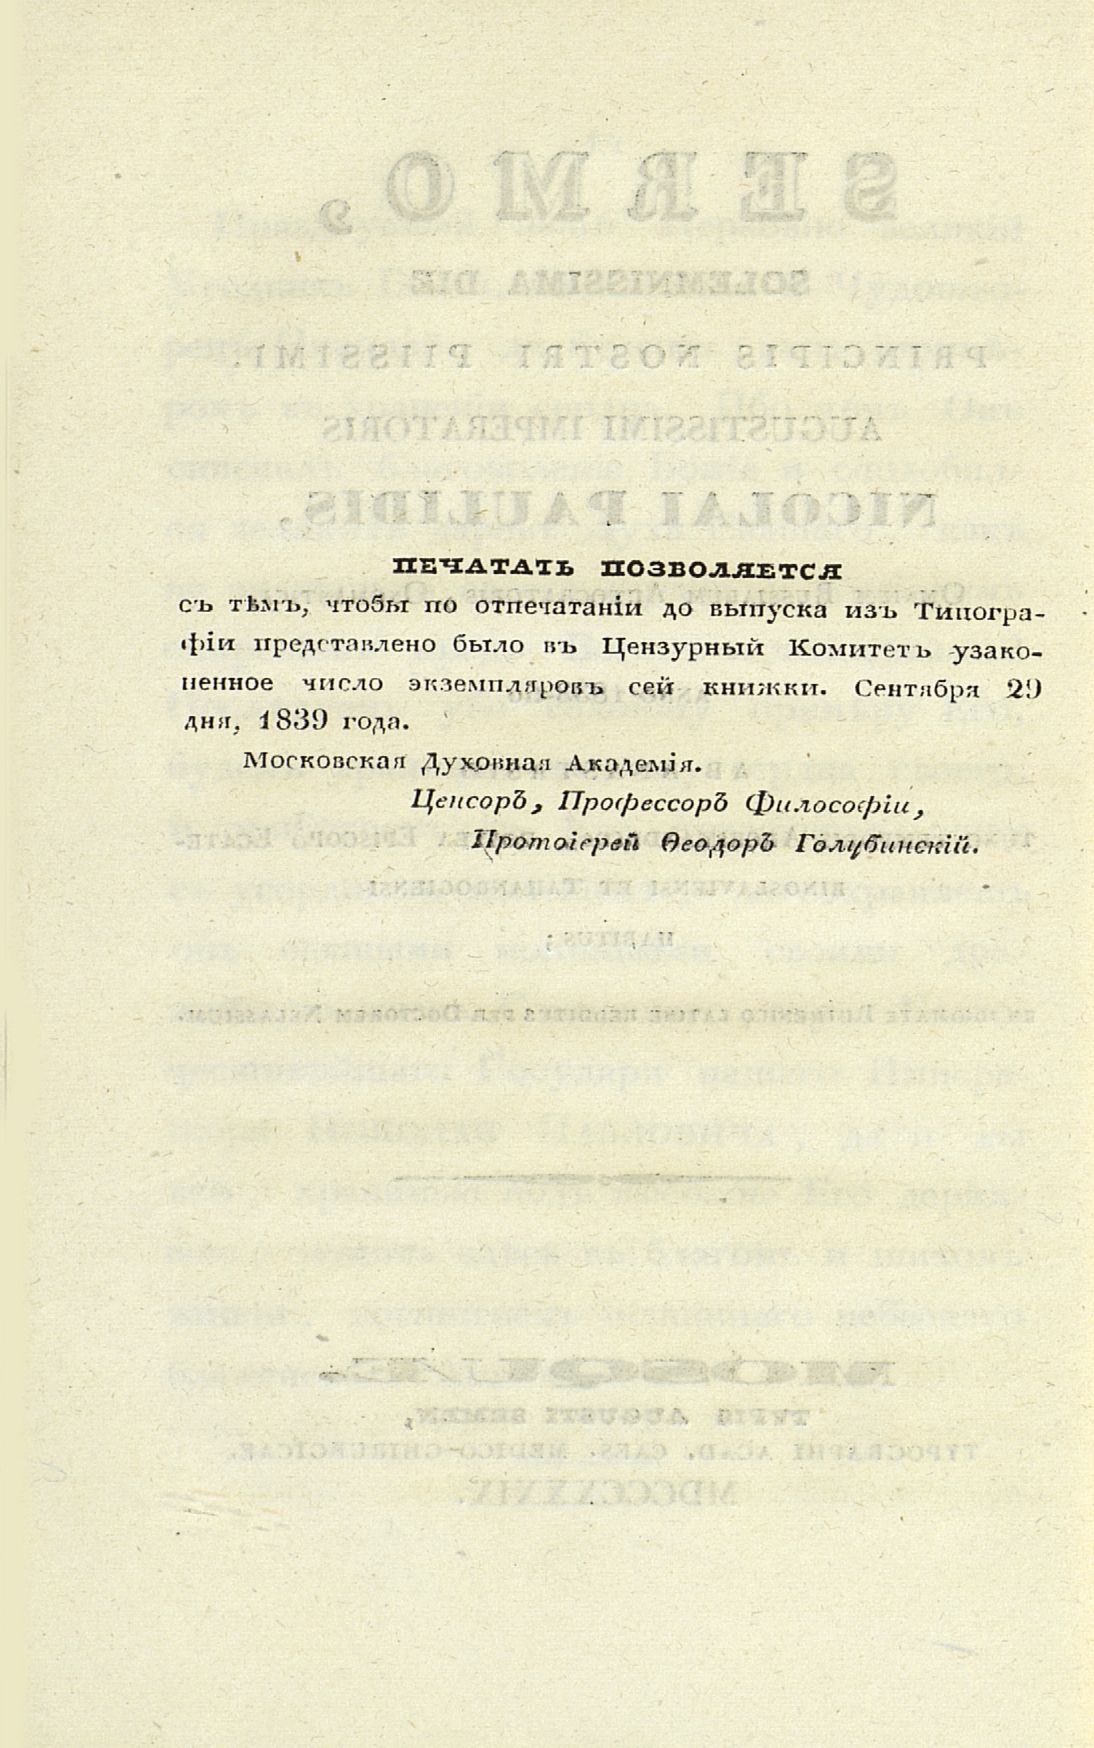 ПЕЧАТАТЬ ПОЗВОЛЯЕТСЯ
съ тѣмъ, чтобы по отпечатаніи до выпуска изъ Типогра-
фіи представлено было въ Цензурный Комитетъ узако-
ненное число экземпляровъ сей книжки. Сентября 29
дня, 1839 года.
Московская Духовная Академія.
Ценсоръ, Профессоръ Философіи,
Протоіерей Ѳеодоръ Голубинскій.